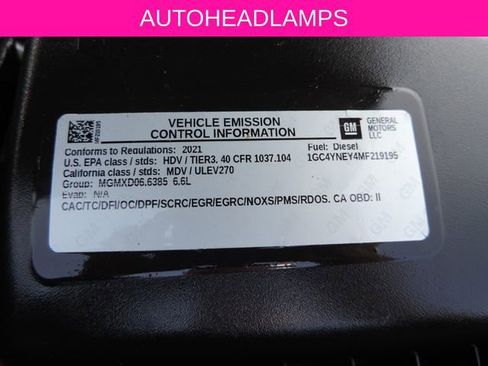 AUTOHEADLAMPS
VEHICLE EMISSION
CONTROL INFORMATION
GM
GENERAL
MOTORS
LLC
Conforms to Regulations: 2021
Fuel: Diesel
U.S. EPA class / stds: HDV / TIER3. 40 CFR 1037.104
1GC4YNEY4MF219195
California class / stds: MDV / ULEV270
Group: MGMXD06.6385 6.6L
Evap: N/A
CAC/TC/DFI/OC/DPF/SCRC/EGR/EGRC/NOXS/PMS/RDOS. CA OBD: II